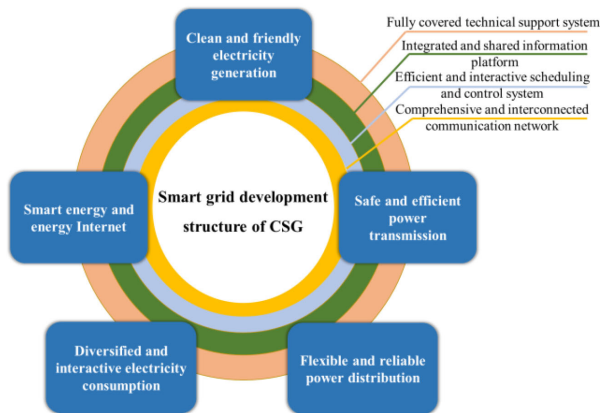 Clean and friendly
electricity
generation
Fully covered technical support system
Integrated and shared information
platform
Efficient and interactive scheduling
and control system
Comprehensive and interconnected
communication network
Smart energy and
energy Internet
Smart grid development
structure of CSG
Safe and efficient
power
transmission
Diversified and
interactive electricity
consumption
Flexible and reliable
power distribution